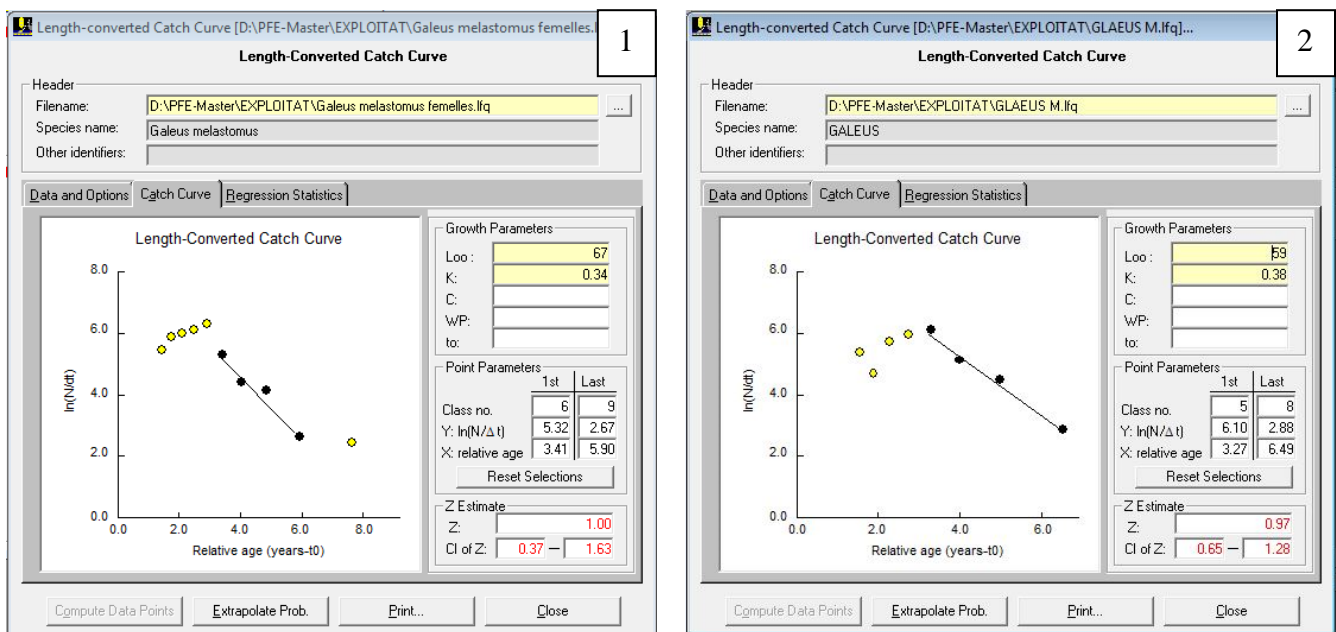 Length-converted Catch Curve [D:\PFE-Master\EXPLOITAT\Galeus melastomus femelles.l
1
Length-Converted Catch Curve
Header
Filename: D:\PFE-Master\EXPLOITAT\Galeus melastomus femelles.lfq ...
Species name: Galeus melastomus
Other identifiers:
Data and Options Catch Curve Regression Statistics
Length-Converted Catch Curve
ln(N/dt)
8.0
6.0
4.0
2.0
0.0
0.0 2.0 4.0 6.0 8.0
Relative age (years-t0)
Growth Parameters
Loo : 67
K: 0.34
C:
WP:
to:
Point Parameters
1st Last
Class no. 6 9
Y: ln(N/Δ t) 5.32 2.67
X: relative age 3.41 5.90
Reset Selections
Z Estimate
Z: 1.00
CI of Z: 0.37 — 1.63
Compute Data Points Extrapolate Prob. Print... Close
Length-converted Catch Curve [D:\PFE-Master\EXPLOITAT\GLAEUS M.lfq]...
2
Length-Converted Catch Curve
Header
Filename: D:\PFE-Master\EXPLOITAT\GLAEUS M.lfq ...
Species name: GALEUS
Other identifiers:
Data and Options Catch Curve Regression Statistics
Length-Converted Catch Curve
ln(N/dt)
8.0
6.0
4.0
2.0
0.0
0.0 2.0 4.0 6.0
Relative age (years-t0)
Growth Parameters
Loo : 59
K: 0.38
C:
WP:
to:
Point Parameters
1st Last
Class no. 5 8
Y: ln(N/Δ t) 6.10 2.88
X: relative age 3.27 6.49
Reset Selections
Z Estimate
Z: 0.97
CI of Z: 0.65 — 1.28
Compute Data Points Extrapolate Prob. Print... Close